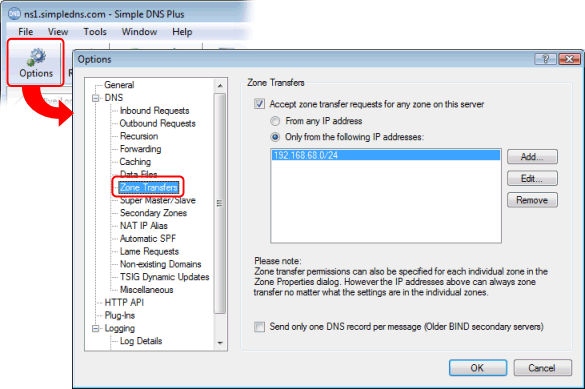 ns1.simpledns.com - Simple DNS Plus
File View Tools Window Help
Options
Options
General
DNS
Inbound Requests
Outbound Requests
Recursion
Forwarding
Caching
Data Files
Zone Transfers
Super Master/Slave
Secondary Zones
NAT IP Alias
Automatic SPF
Lame Requests
Non-existing Domains
TSIG Dynamic Updates
Miscellaneous
HTTP API
Plug-Ins
Logging
Log Details
Zone Transfers
Accept zone transfer requests for any zone on this server
From any IP address
Only from the following IP addresses:
192.168.68.0/24
Add...
Edit...
Remove
Please note:
Zone transfer permissions can also be specified for each individual zone in the
Zone Properties dialog. However the IP addresses above can always zone
transfer no matter what the settings are in the individual zones.
Send only one DNS record per message (Older BIND secondary servers)
OK
Cancel